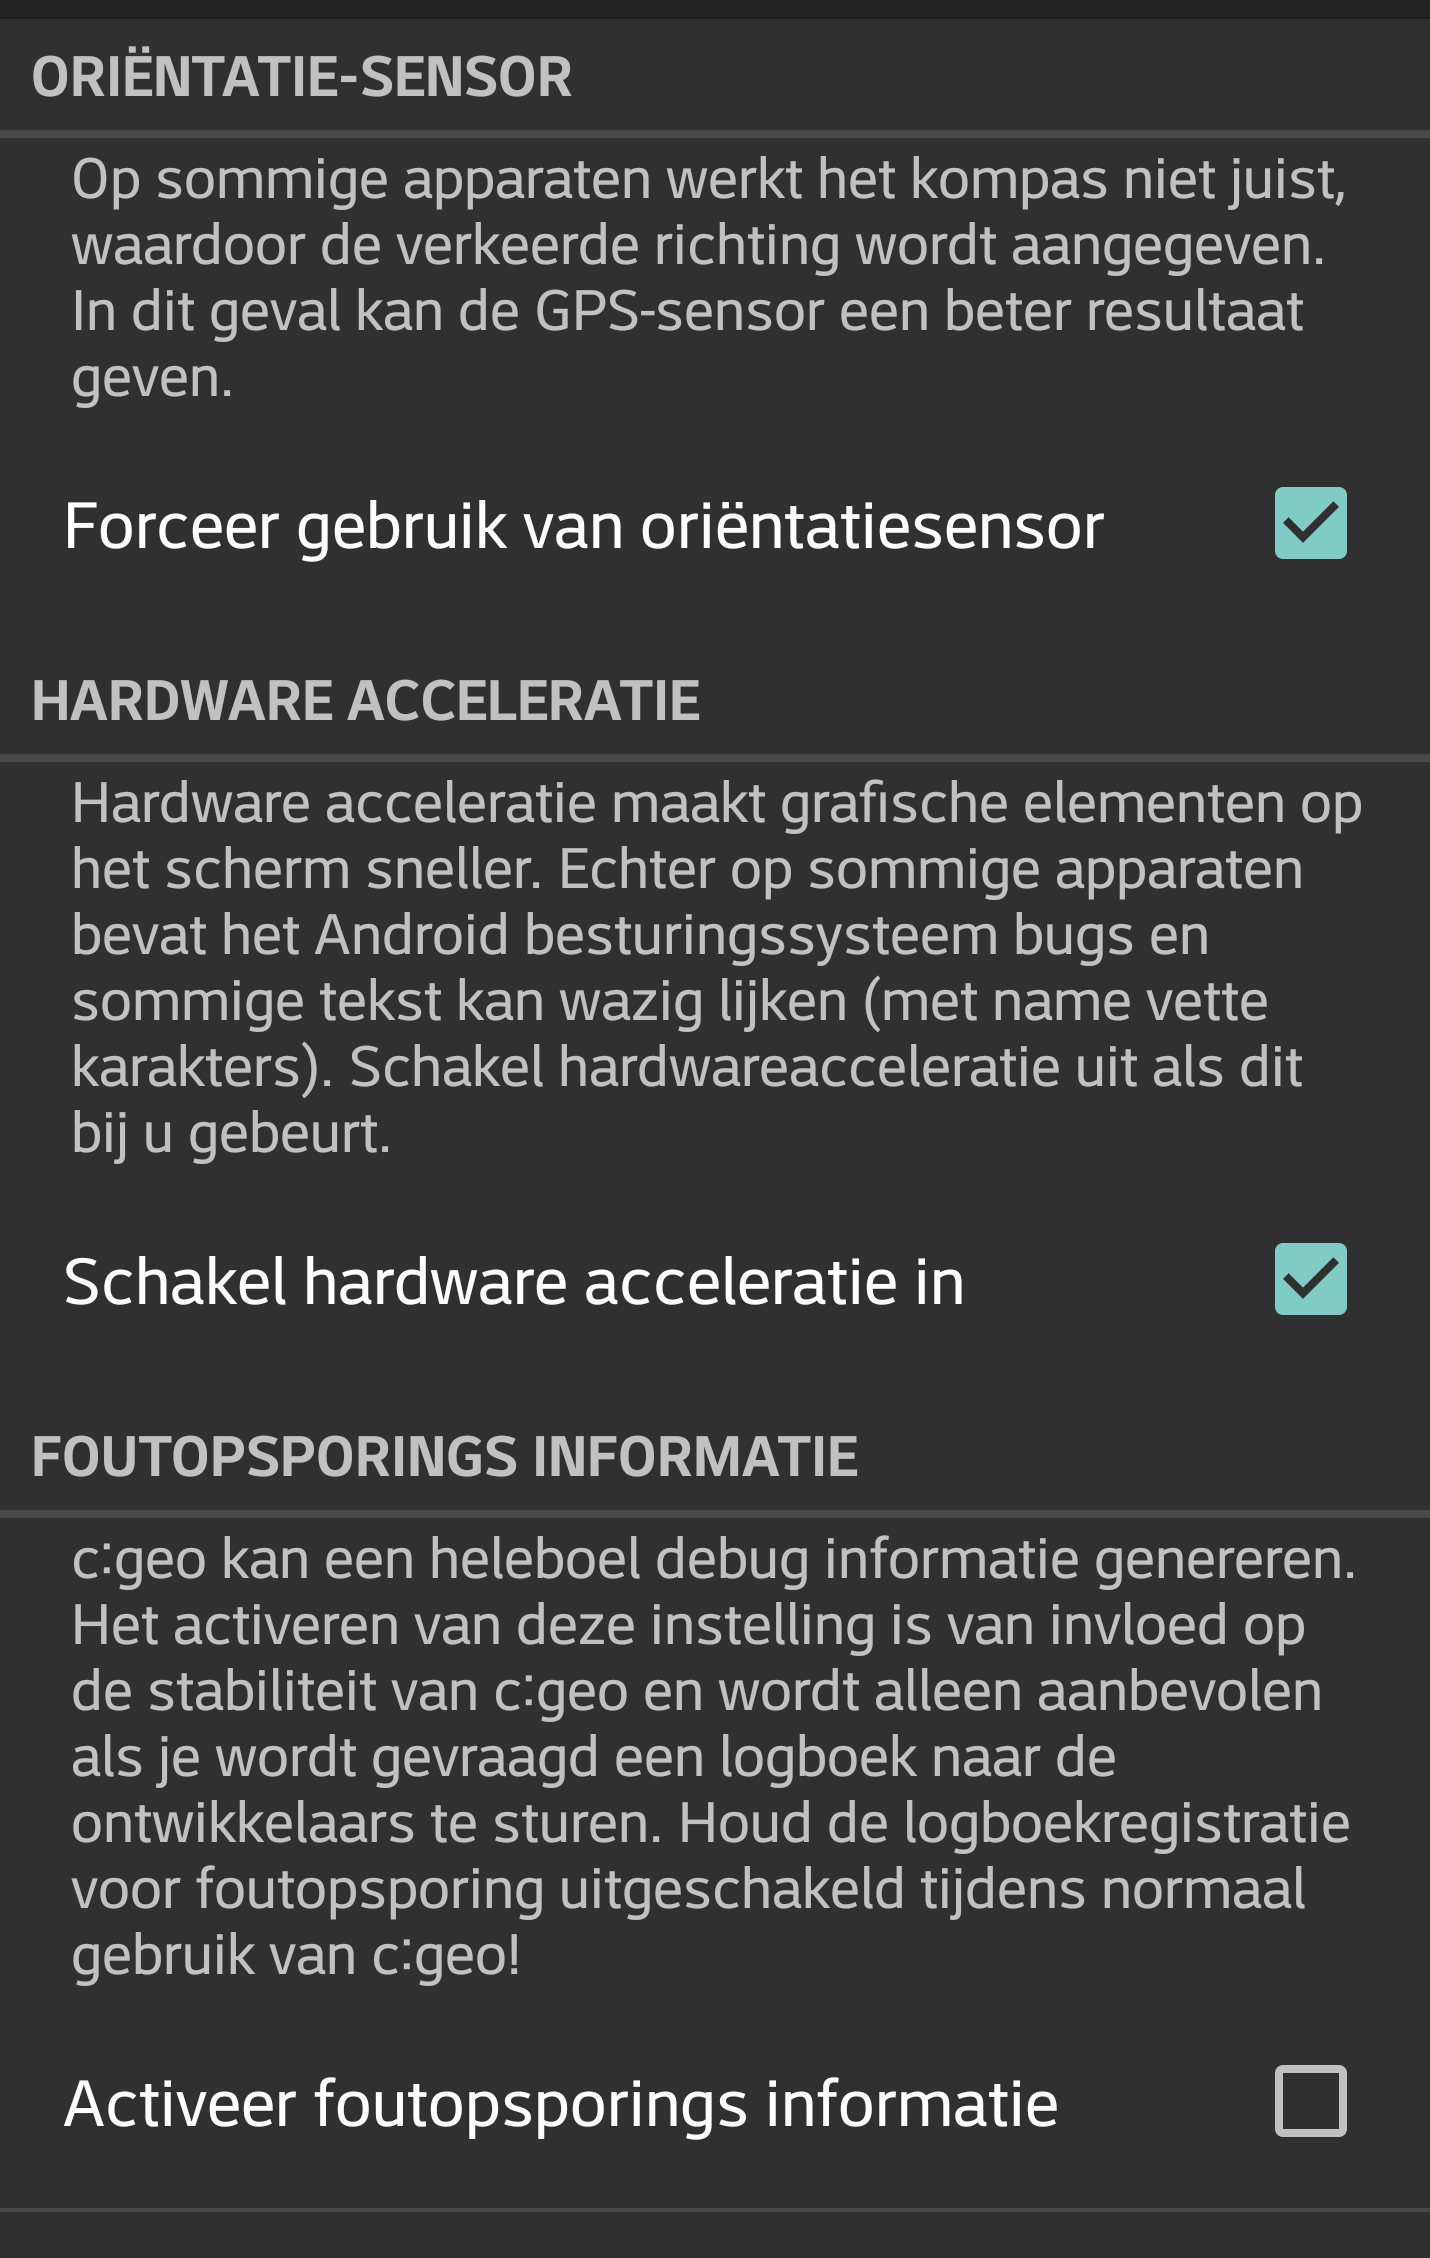 ORIËNTATIE-SENSOR
Op sommige apparaten werkt het kompas niet juist,
waardoor de verkeerde richting wordt aangegeven.
In dit geval kan de GPS-sensor een beter resultaat
geven.
Forceer gebruik van oriëntatiesensor
HARDWARE ACCELERATIE
Hardware acceleratie maakt grafische elementen op
het scherm sneller. Echter op sommige apparaten
bevat het Android besturingssysteem bugs en
sommige tekst kan wazig lijken (met name vette
karakters). Schakel hardwareacceleratie uit als dit
bij u gebeurt.
Schakel hardware acceleratie in
FOUTOPSPORINGS INFORMATIE
c:geo kan een heleboel debug informatie genereren.
Het activeren van deze instelling is van invloed op
de stabiliteit van c:geo en wordt alleen aanbevolen
als je wordt gevraagd een logboek naar de
ontwikkelaars te sturen. Houd de logboekregistratie
voor foutopsporing uitgeschakeld tijdens normaal
gebruik van c:geo!
Activeer foutopsporings informatie